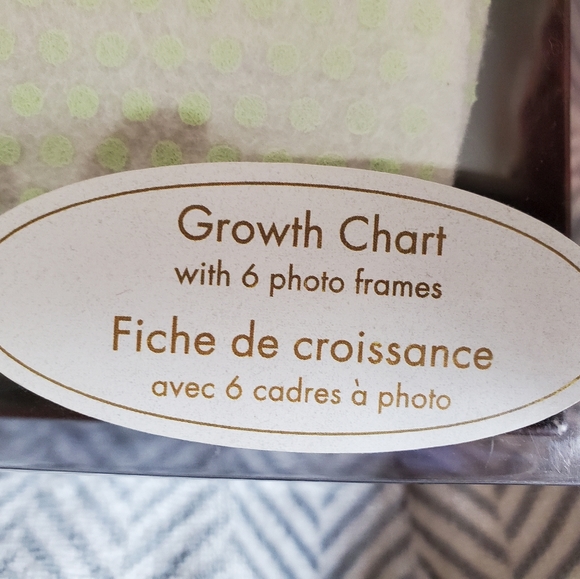 Growth Chart
with 6 photo frames
Fiche de croissance
avec 6 cadres à photo